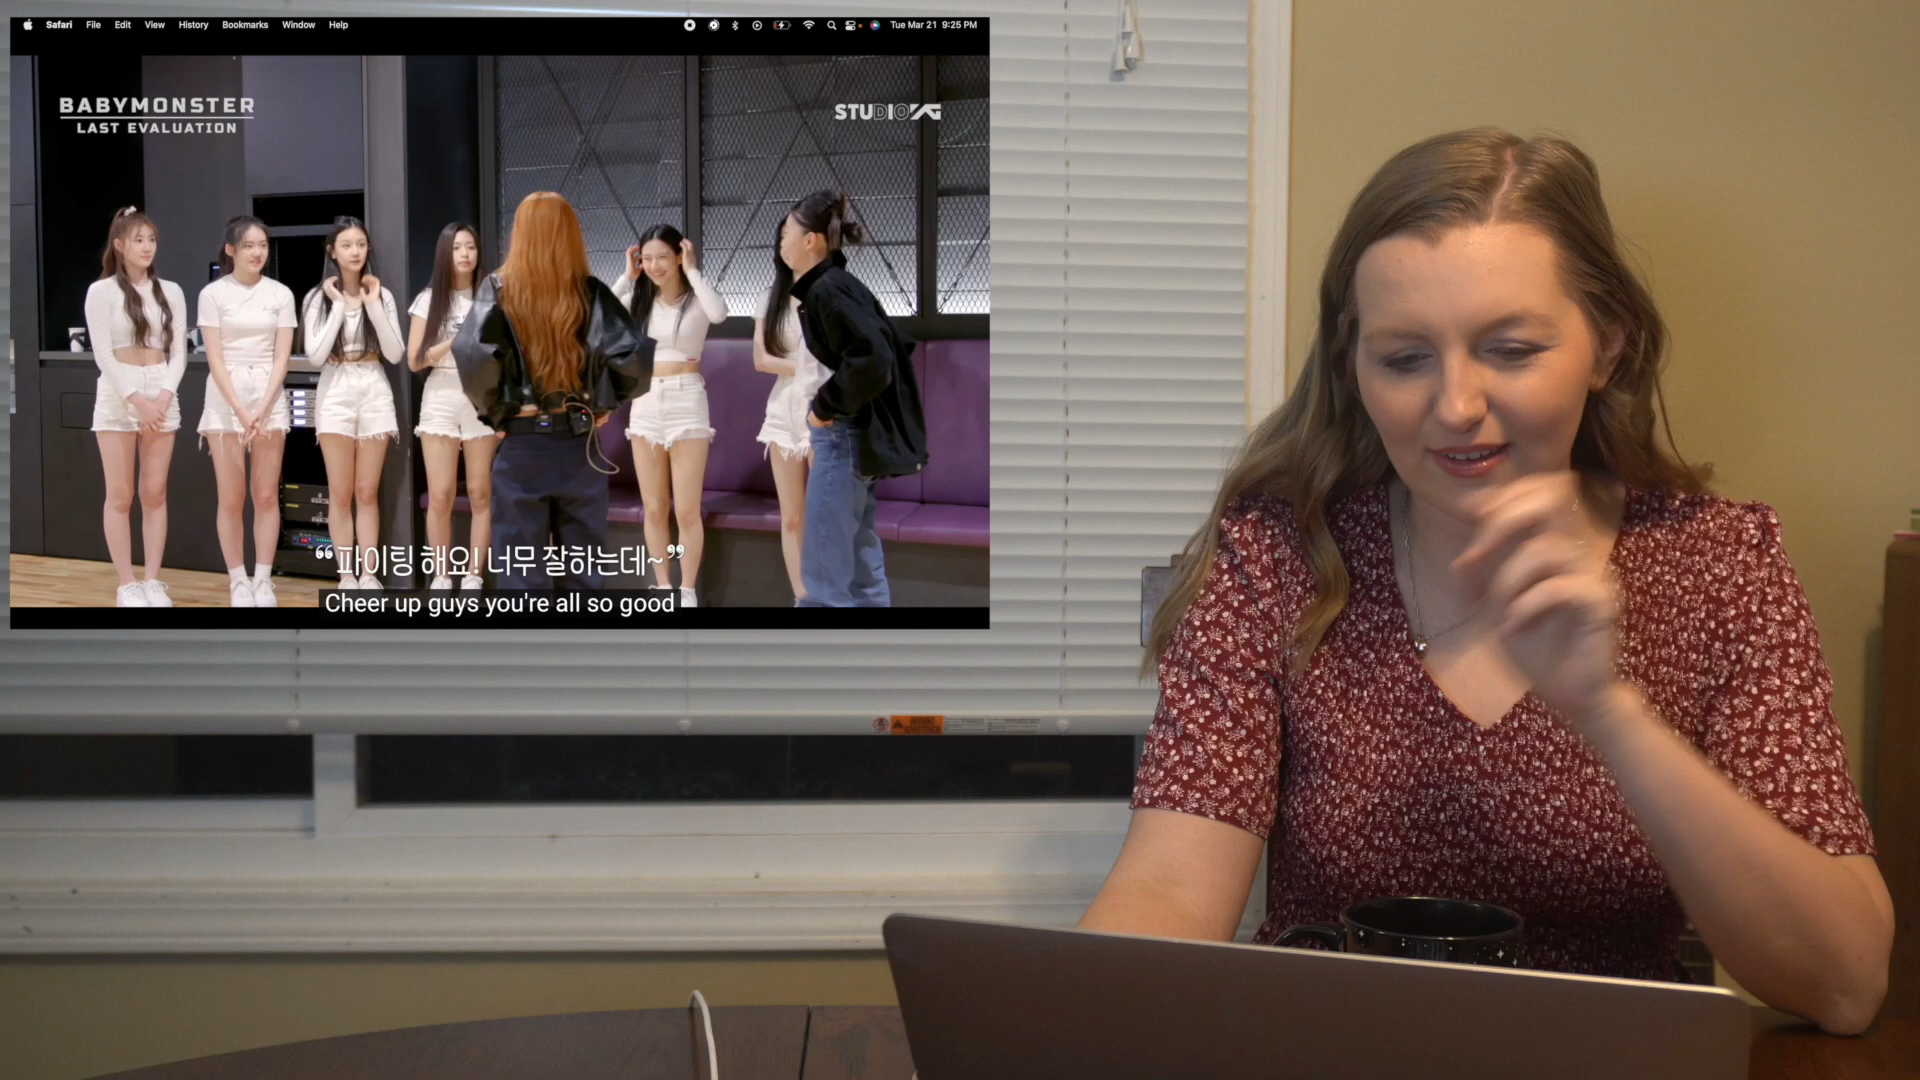 Safari File Edit View History Bookmarks Window Help Tue Mar 21 9:25 PM
BABYMONSTER
LAST EVALUATION
STUDIO YG
“파이팅 해요! 너무 잘하는데~”
Cheer up guys you're all so good